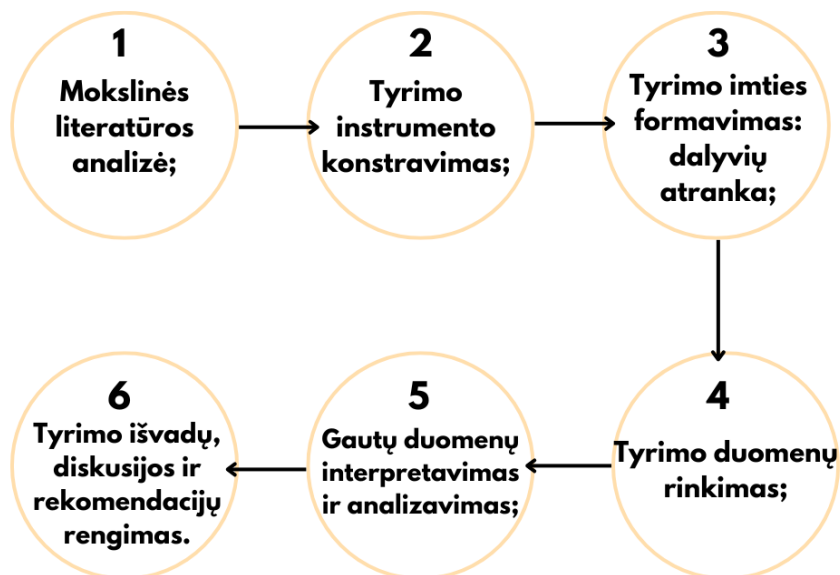 1
Mokslinės
literatūros
analizė;
2
Tyrimo
instrumento
konstravimas;
3
Tyrimo imties
formavimas:
dalyvių
atranka;
4
Tyrimo duomenų
rinkimas;
5
Gautų duomenų
interpretavimas
ir analizavimas;
6
Tyrimo išvadų,
diskusijos ir
rekomendacijų
rengimas.